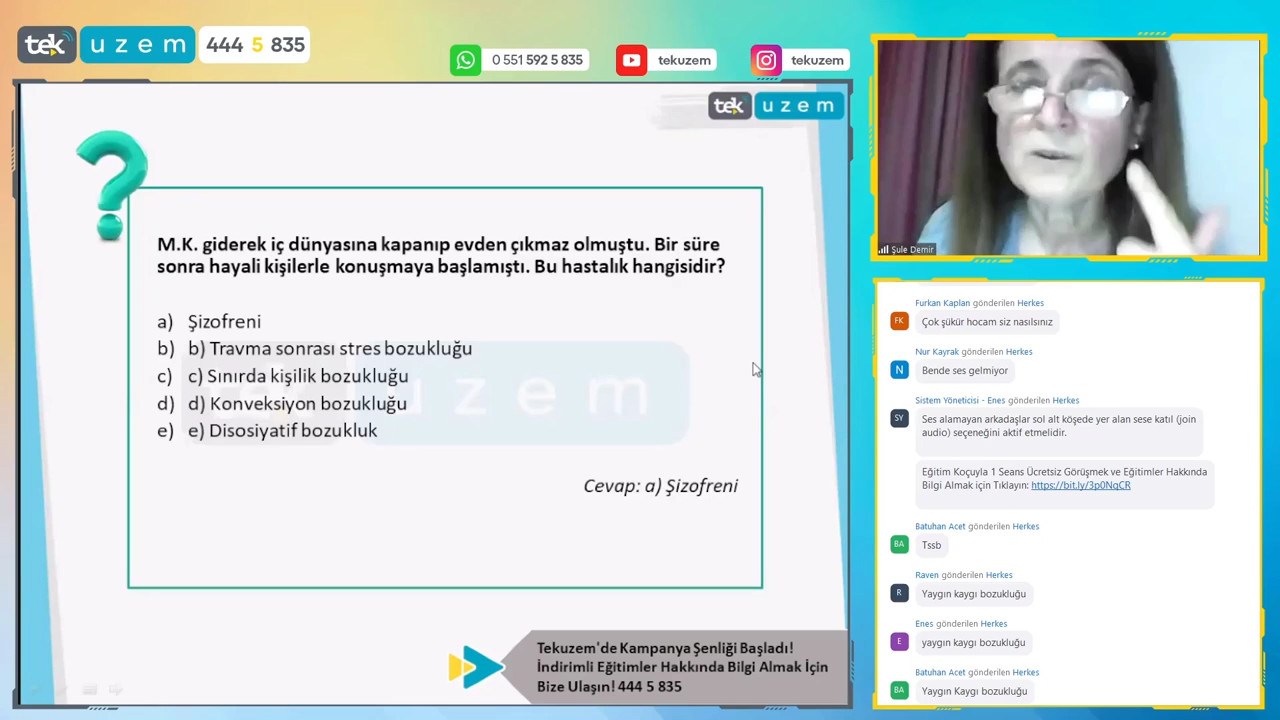 tek
uzem
444 5 835
0 551 592 5 835
tekuzem
tekuzem
tek
uzem
M.K. giderek iç dünyasına kapanıp evden çıkmaz olmuştu. Bir süre
sonra hayali kişilerle konuşmaya başlamıştı. Bu hastalık hangisidir?
a) Şizofreni
b) b) Travma sonrası stres bozukluğu
c) c) Sınırda kişilik bozukluğu
d) d) Konveksiyon bozukluğu
e) e) Disosiyatif bozukluk
uzem
Cevap: a) Şizofreni
Tekuzem'de Kampanya Şenliği Başladı!
İndirimli Eğitimler Hakkında Bilgi Almak İçin
Bize Ulaşın! 444 5 835
Şule Demir
Furkan Kaplan gönderilen Herkes
FK
Çok şükür hocam siz nasılsınız
Nur Kayrak gönderilen Herkes
N
Bende ses gelmiyor
Sistem Yöneticisi - Enes gönderilen Herkes
SY
Ses alamayan arkadaşlar sol alt köşede yer alan sese katıl (join
audio) seçeneğini aktif etmelidir.
Eğitim Koçuyla 1 Seans Ücretsiz Görüşmek ve Eğitimler Hakkında
Bilgi Almak için Tıklayın: https://bit.ly/3p0NqCR
Batuhan Acet gönderilen Herkes
BA
Tssb
Raven gönderilen Herkes
R
Yaygın kaygı bozukluğu
Enes gönderilen Herkes
E
yaygın kaygı bozukluğu
Batuhan Acet gönderilen Herkes
BA
Yaygın Kaygı bozukluğu